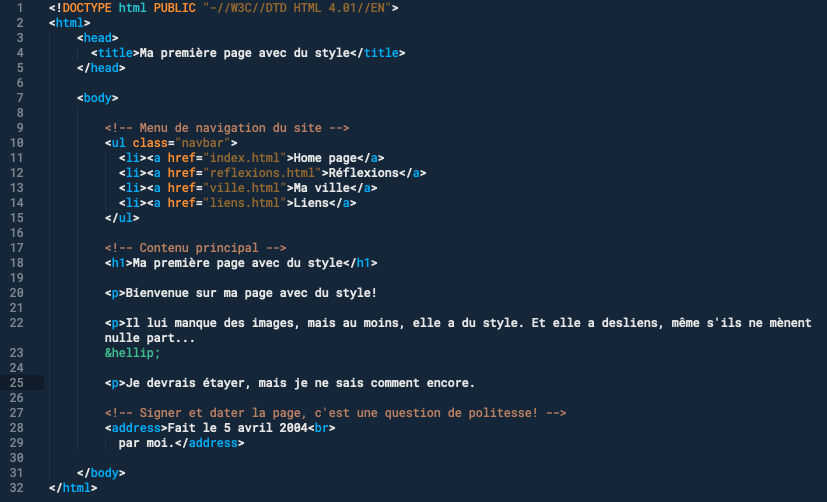 1 <!DOCTYPE html PUBLIC "-//W3C//DTD HTML 4.01//EN">
2 <html>
3 <head>
4 <title>Ma première page avec du style</title>
5 </head>
6
7 <body>
8
9 <!-- Menu de navigation du site -->
10 <ul class="navbar">
11 <li><a href="index.html">Home page</a>
12 <li><a href="reflexions.html">Réflexions</a>
13 <li><a href="ville.html">Ma ville</a>
14 <li><a href="liens.html">Liens</a>
15 </ul>
16
17 <!-- Contenu principal -->
18 <h1>Ma première page avec du style</h1>
19
20 <p>Bienvenue sur ma page avec du style!
21
22 <p>Il lui manque des images, mais au moins, elle a du style. Et elle a desliens, même s'ils ne mènent
nulle part...
23 &hellip;
24
25 <p>Je devrais étayer, mais je ne sais comment encore.
26
27 <!-- Signer et dater la page, c'est une question de politesse! -->
28 <address>Fait le 5 avril 2004<br>
29 par moi.</address>
30
31 </body>
32 </html>